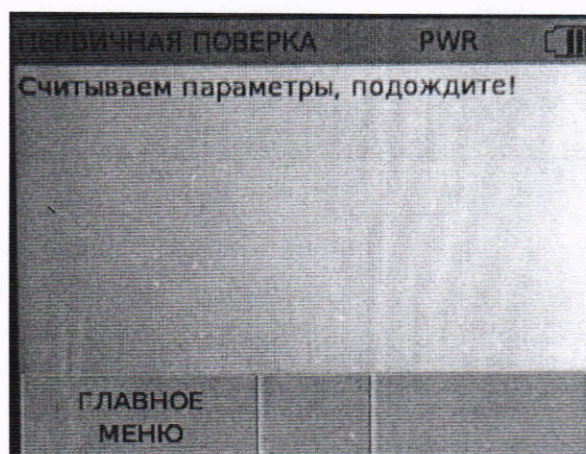 ПЕРВИЧНАЯ ПОВЕРКА PWR
Считываем параметры, подождите!
ГЛАВНОЕ
МЕНЮ